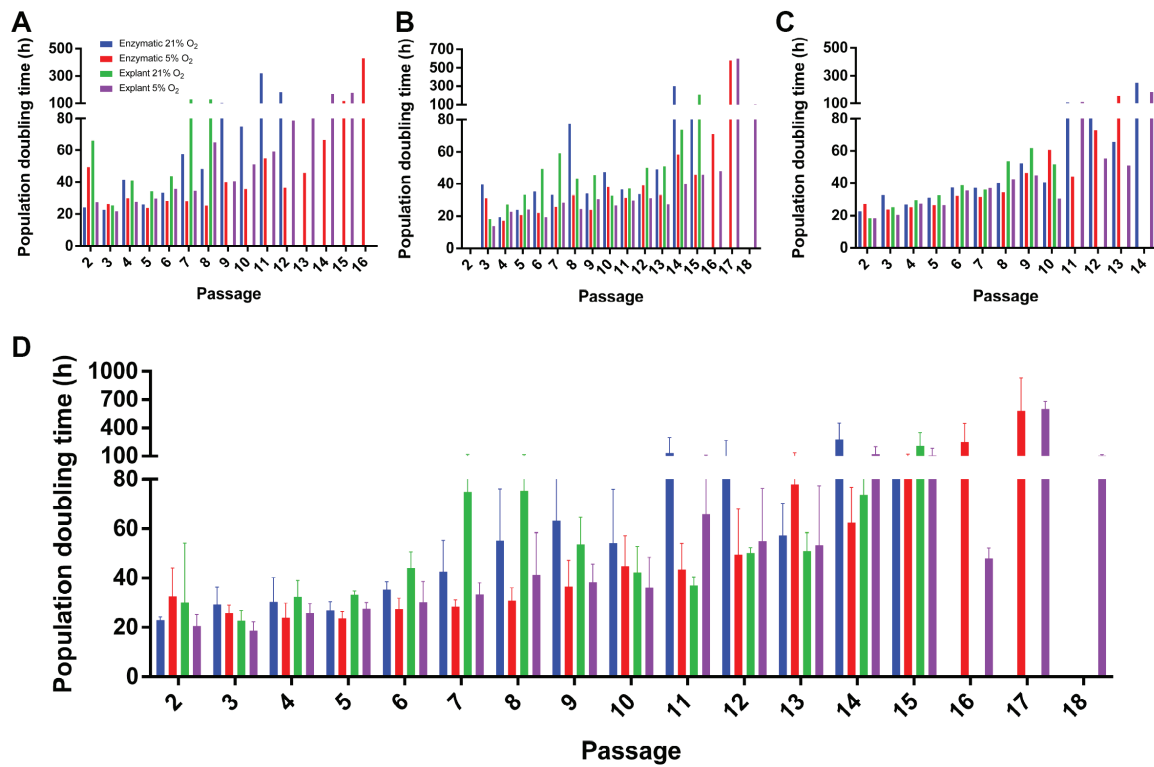 A
Population doubling time (h)
500
300
100
80
60
40
20
0
Enzymatic 21% O₂
Enzymatic 5% O₂
Explant 21% O₂
Explant 5% O₂
2 3 4 5 6 7 8 9 10 11 12 13 14 15 16
Passage
B
Population doubling time (h)
700
500
300
100
80
60
40
20
0
2 3 4 5 6 7 8 9 10 11 12 13 14 15 16 17 18
Passage
C
Population doubling time (h)
500
300
100
80
60
40
20
0
2 3 4 5 6 7 8 9 10 11 12 13 14
Passage
D
Population doubling time (h)
1000
700
400
100
80
60
40
20
0
2 3 4 5 6 7 8 9 10 11 12 13 14 15 16 17 18
Passage